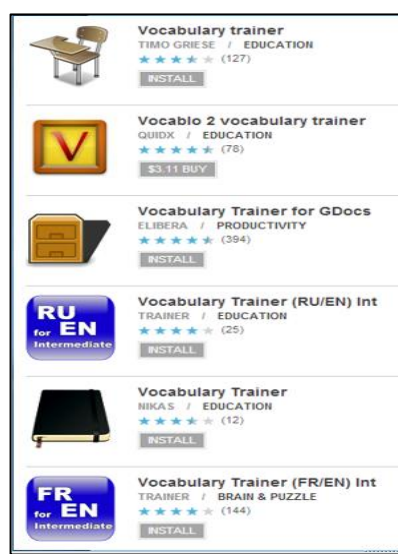 Vocabulary trainer
TIMO GRIESE / EDUCATION
(127)
INSTALL
V
Vocablo 2 vocabulary trainer
QUIDX / EDUCATION
(78)
$3.11 BUY
Vocabulary Trainer for GDocs
ELIBERA / PRODUCTIVITY
(394)
INSTALL
RU
for EN
Intermediate
Vocabulary Trainer (RU/EN) Int
TRAINER / EDUCATION
(25)
INSTALL
Vocabulary Trainer
NIKAS / EDUCATION
(12)
INSTALL
FR
for EN
Intermediate
Vocabulary Trainer (FR/EN) Int
TRAINER / BRAIN & PUZZLE
(144)
INSTALL